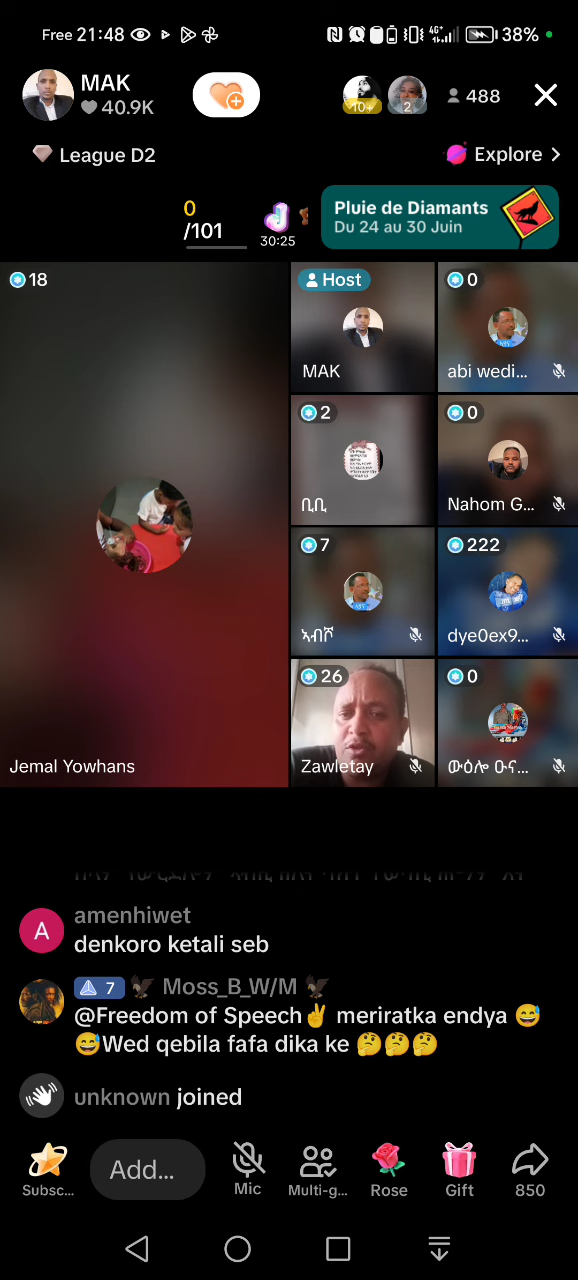 Free 21:48
4G+
38%
MAK
40.9K
10+
2
488
League D2
Explore
0
/101
30:25
Pluie de Diamants
Du 24 au 30 Juin
18
Host
0
MAK
abi wedi...
2
0
ቢቢ
Nahom G...
7
222
ኣብሾ
dye0ex9...
26
0
Jemal Yowhans
Zawletay
amenhiwet
A
denkoro ketali seb
7
Moss_B_W/M
@Freedom of Speech✌️ meriratka endya 😅
😅Wed qebila fafa dika ke 🤔🤔🤔
unknown joined
Subsc...
Add...
Mic
Multi-g...
Rose
Gift
850